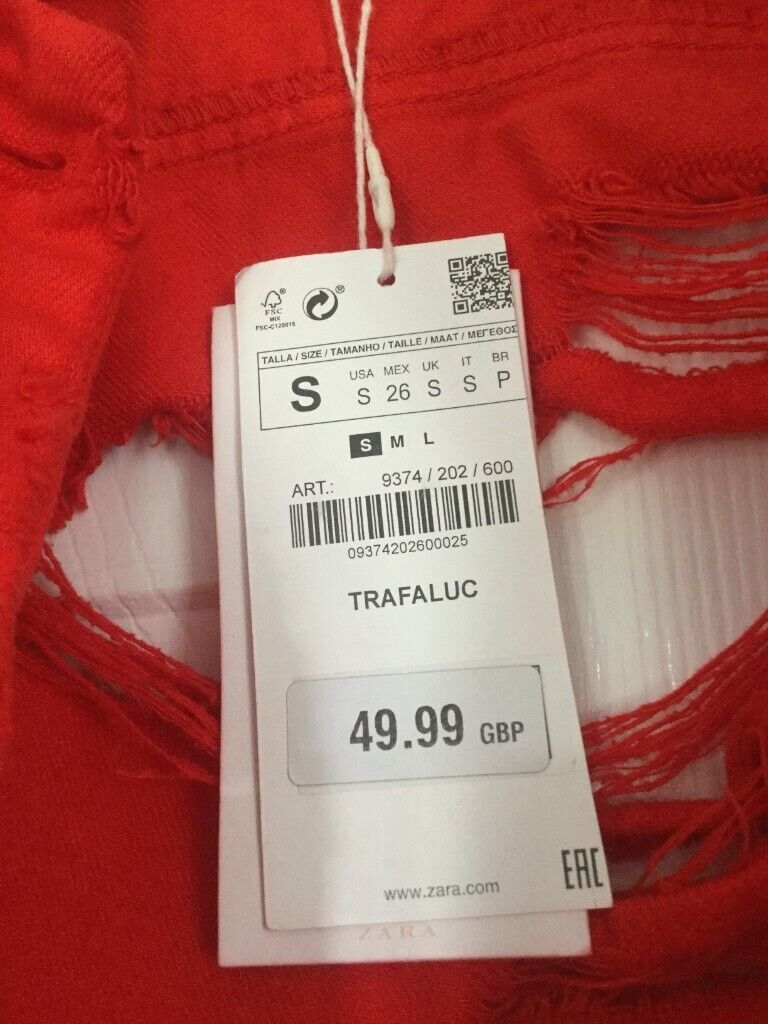 FSC
MIX
FSC-C120015
TALLA / SIZE / TAMANHO / TAILLE / MAAT / ΜΕΓΕΘΟΣ
S
USA MEX UK IT BR
S 26 S S P
S M L
ART.: 9374 / 202 / 600
09374202600025
TRAFALUC
49.99 GBP
EAC
www.zara.com
ZARA